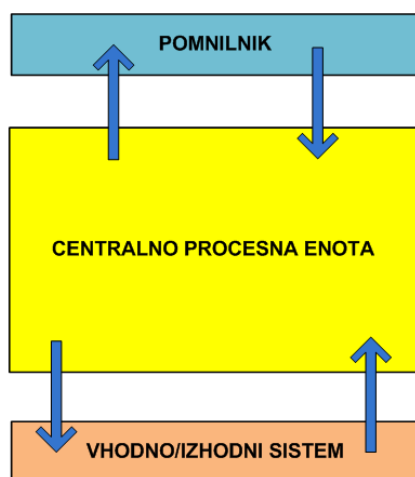 POMNILNIK
CENTRALNO PROCESNA ENOTA
VHODNO/IZHODNI SISTEM